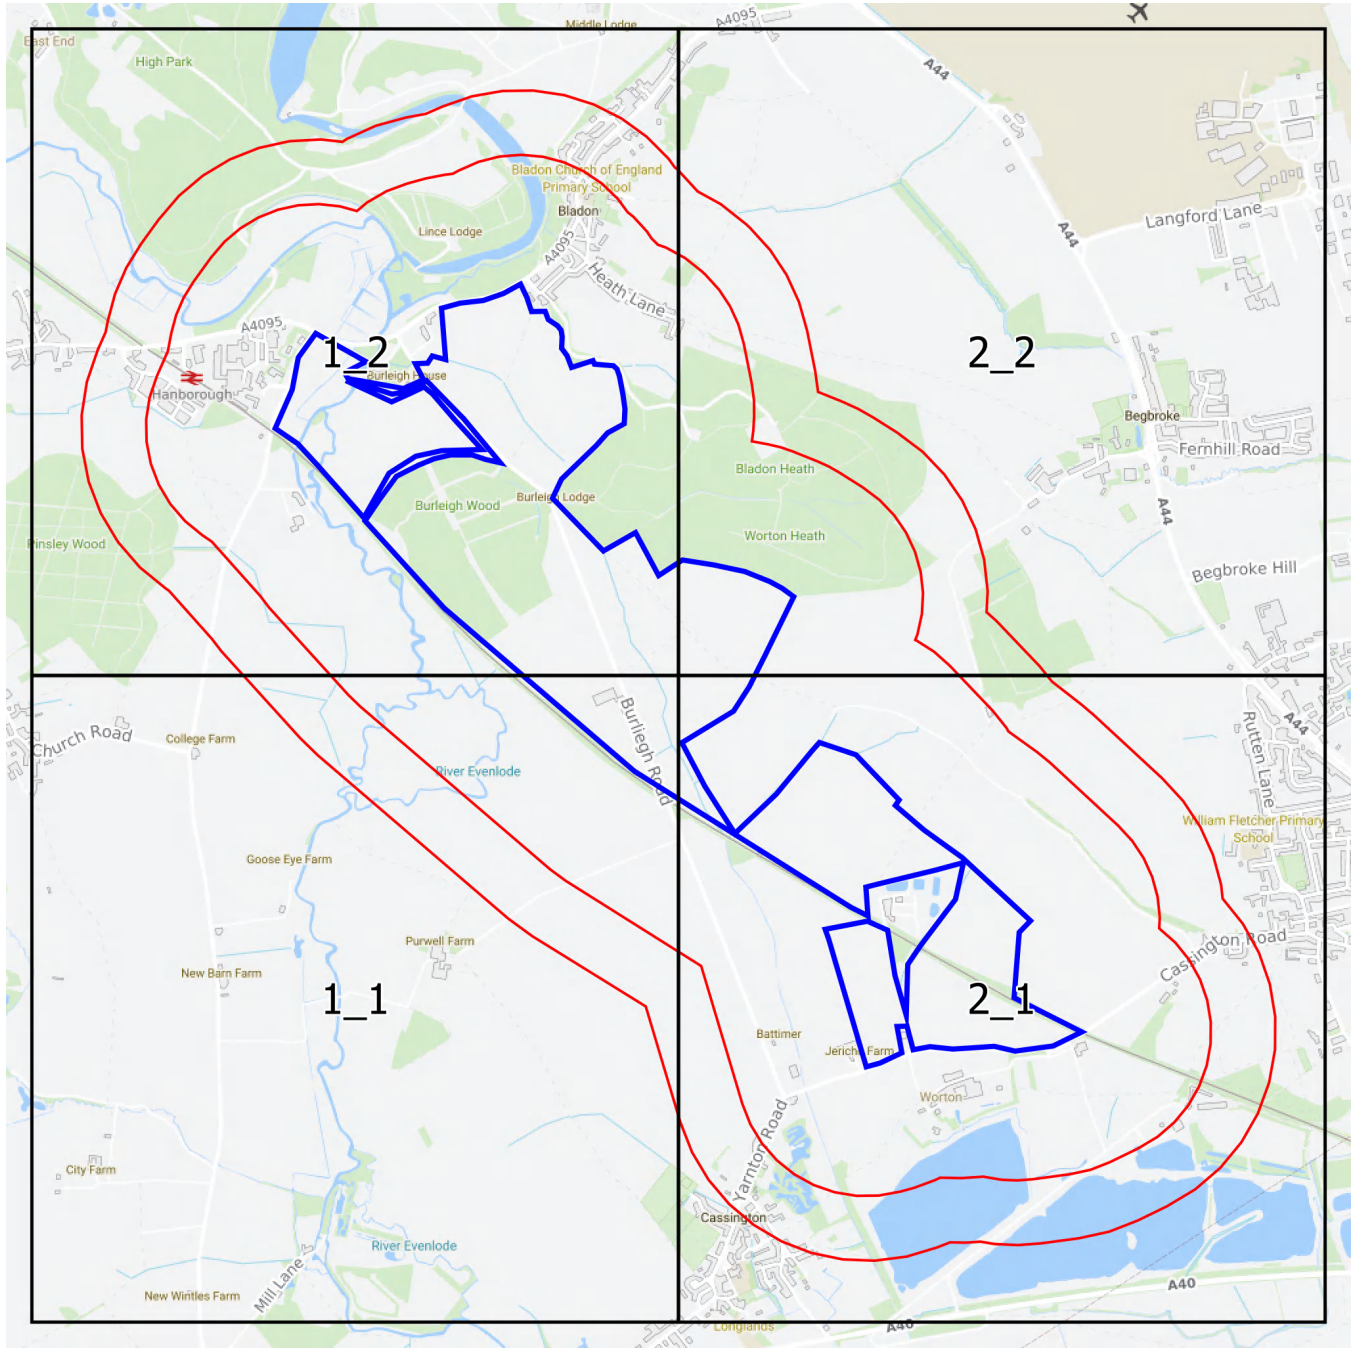 Middle Lodge
A4095
East End
High Park
A44
Bladon Church of England
Primary School
Bladon
Langford Lane
A44
Lince Lodge
A4095
Heath Lane
A4095
1_2
2_2
Burleigh House
Hanborough
Begbroke
Fernhill Road
Bladon Heath
Burleigh Wood
Burleigh Lodge
A44
Worton Heath
Pinsley Wood
Begbroke Hill
Church Road
College Farm
Burliegh Road
Rutten Lane
A44
River Evenlode
William Fletcher Primary
School
Goose Eye Farm
Purwell Farm
Cassington Road
New Barn Farm
1_1
2_1
Battimer
Jericho Farm
Worton
Yarnton Road
City Farm
Cassington
River Evenlode
Mill Lane
A40
New Wintles Farm
Longlands
A40